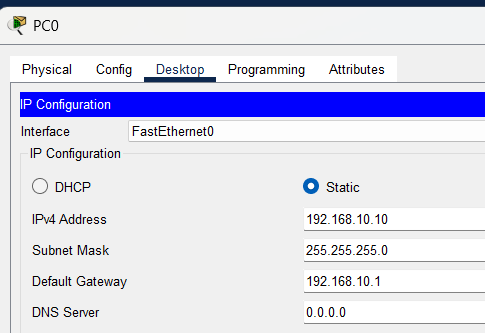 PC0
Physical Config Desktop Programming Attributes
IP Configuration
Interface FastEthernet0
IP Configuration
DHCP Static
IPv4 Address 192.168.10.10
Subnet Mask 255.255.255.0
Default Gateway 192.168.10.1
DNS Server 0.0.0.0